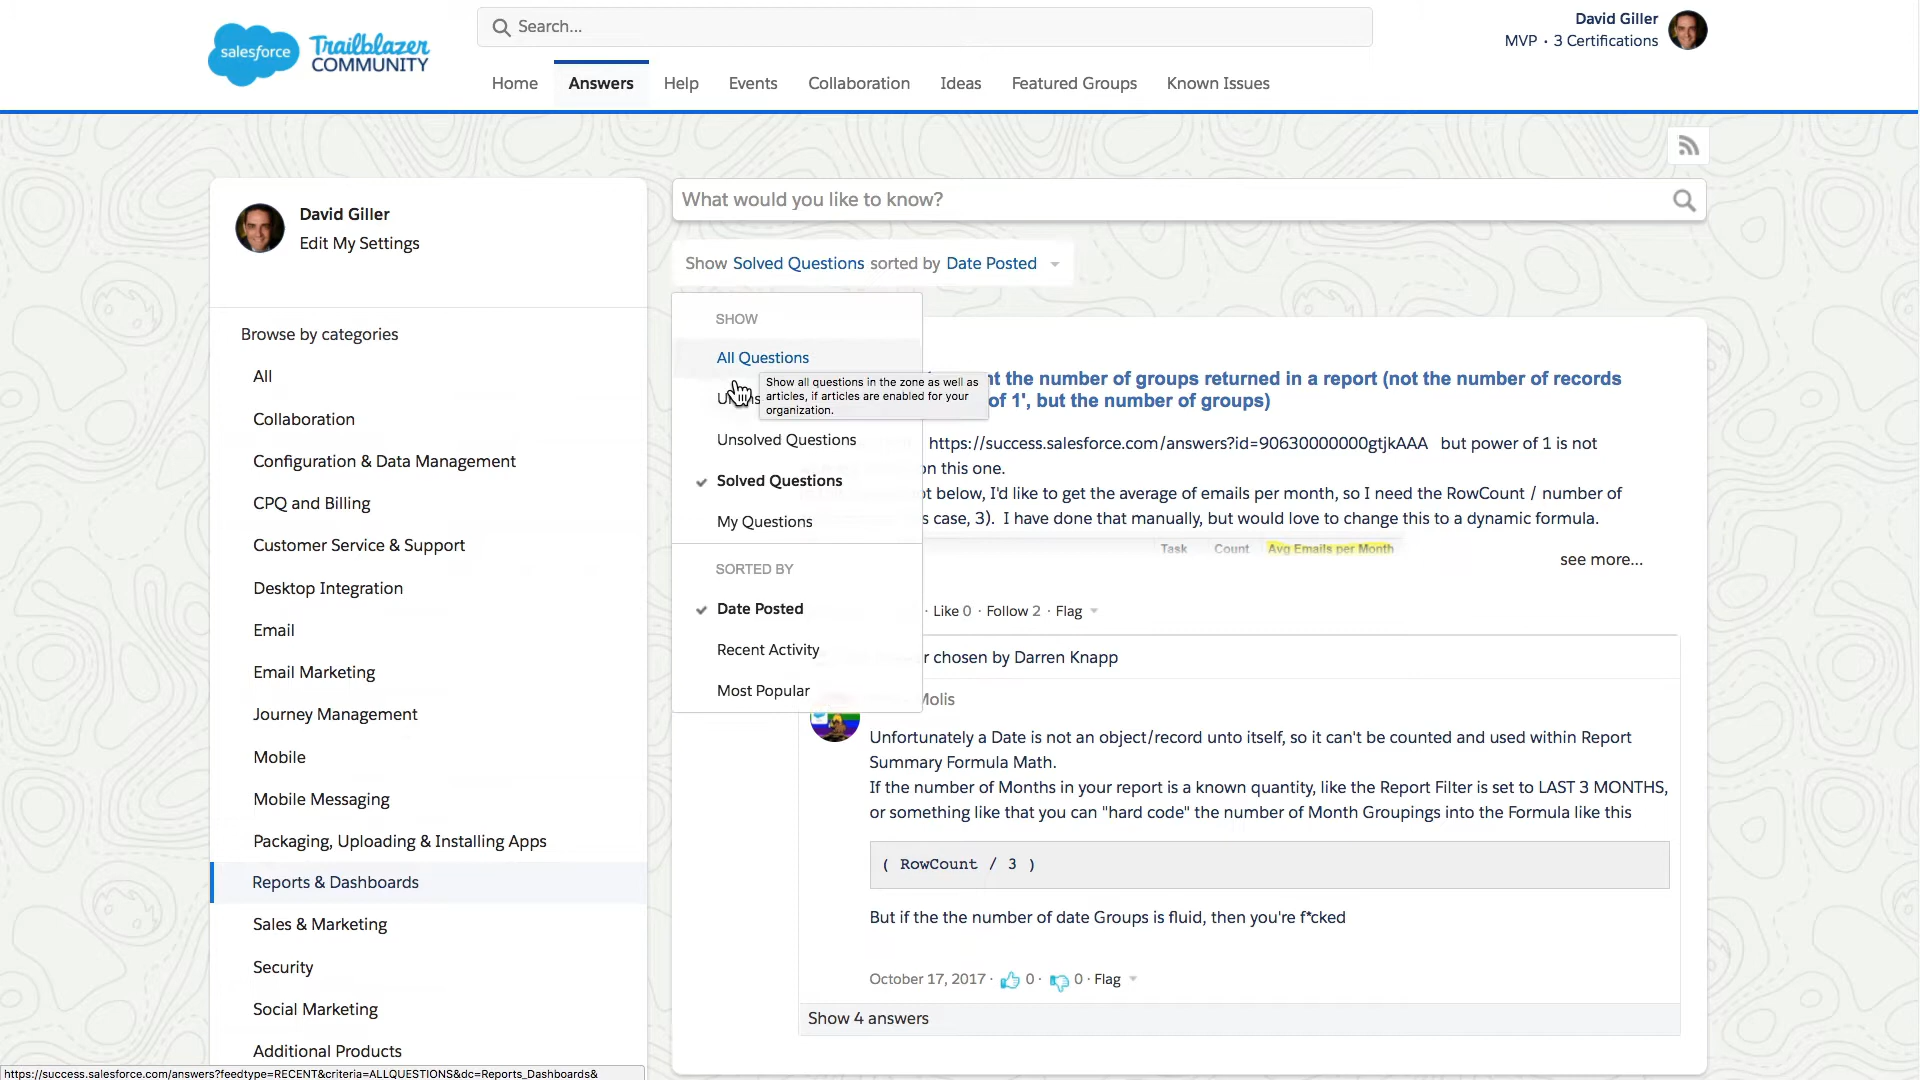 salesforce
Trailblazer
COMMUNITY
Search...
David Giller
MVP · 3 Certifications
Home
Answers
Help
Events
Collaboration
Ideas
Featured Groups
Known Issues
David Giller
Edit My Settings
Browse by categories
All
Collaboration
Configuration & Data Management
CPQ and Billing
Customer Service & Support
Desktop Integration
Email
Email Marketing
Journey Management
Mobile
Mobile Messaging
Packaging, Uploading & Installing Apps
Reports & Dashboards
Sales & Marketing
Security
Social Marketing
Additional Products
What would you like to know?
Show Solved Questions sorted by Date Posted
SHOW
All Questions
Show all questions in the zone as well as
articles, if articles are enabled for your
organization.
Unsolved Questions
Solved Questions
My Questions
SORTED BY
Date Posted
Recent Activity
Most Popular
the number of groups returned in a report (not the number of records
of 1', but the number of groups)
https://success.salesforce.com/answers?id=90630000000gtjkAAA but power of 1 is not
on this one.
below, I'd like to get the average of emails per month, so I need the RowCount / number of
case, 3). I have done that manually, but would love to change this to a dynamic formula.
Task Count Avg Emails per Month
see more...
· Like 0 · Follow 2 · Flag
chosen by Darren Knapp
Molis
Unfortunately a Date is not an object/record unto itself, so it can't be counted and used within Report
Summary Formula Math.
If the number of Months in your report is a known quantity, like the Report Filter is set to LAST 3 MONTHS,
or something like that you can "hard code" the number of Month Groupings into the Formula like this
( RowCount / 3 )
But if the the number of date Groups is fluid, then you're f*cked
October 17, 2017 · 0 · 0 · Flag
Show 4 answers
https://success.salesforce.com/answers?feedtype=RECENT&criteria=ALLQUESTIONS&dc=Reports_Dashboards&